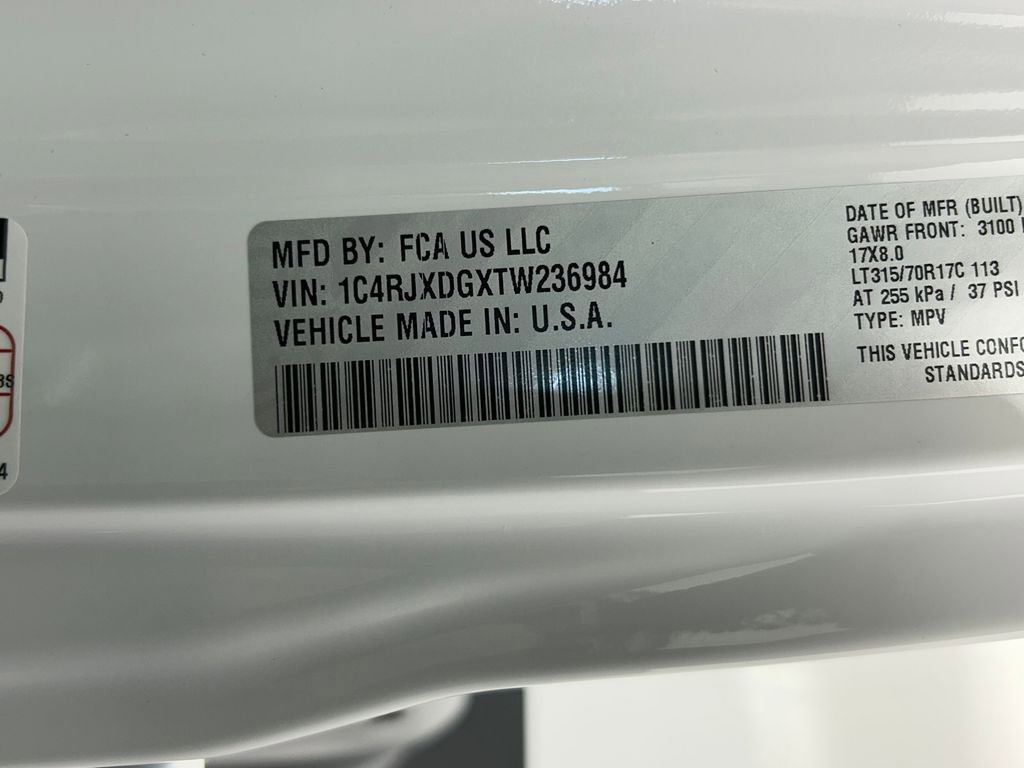 MFD BY: FCA US LLC
VIN: 1C4RJXDGXTW236984
VEHICLE MADE IN: U.S.A.
DATE OF MFR (BUILT)
GAWR FRONT: 3100
17X8.0
LT315/70R17C 113
AT 255 kPa / 37 PSI
TYPE: MPV
THIS VEHICLE
STANDARDS
4